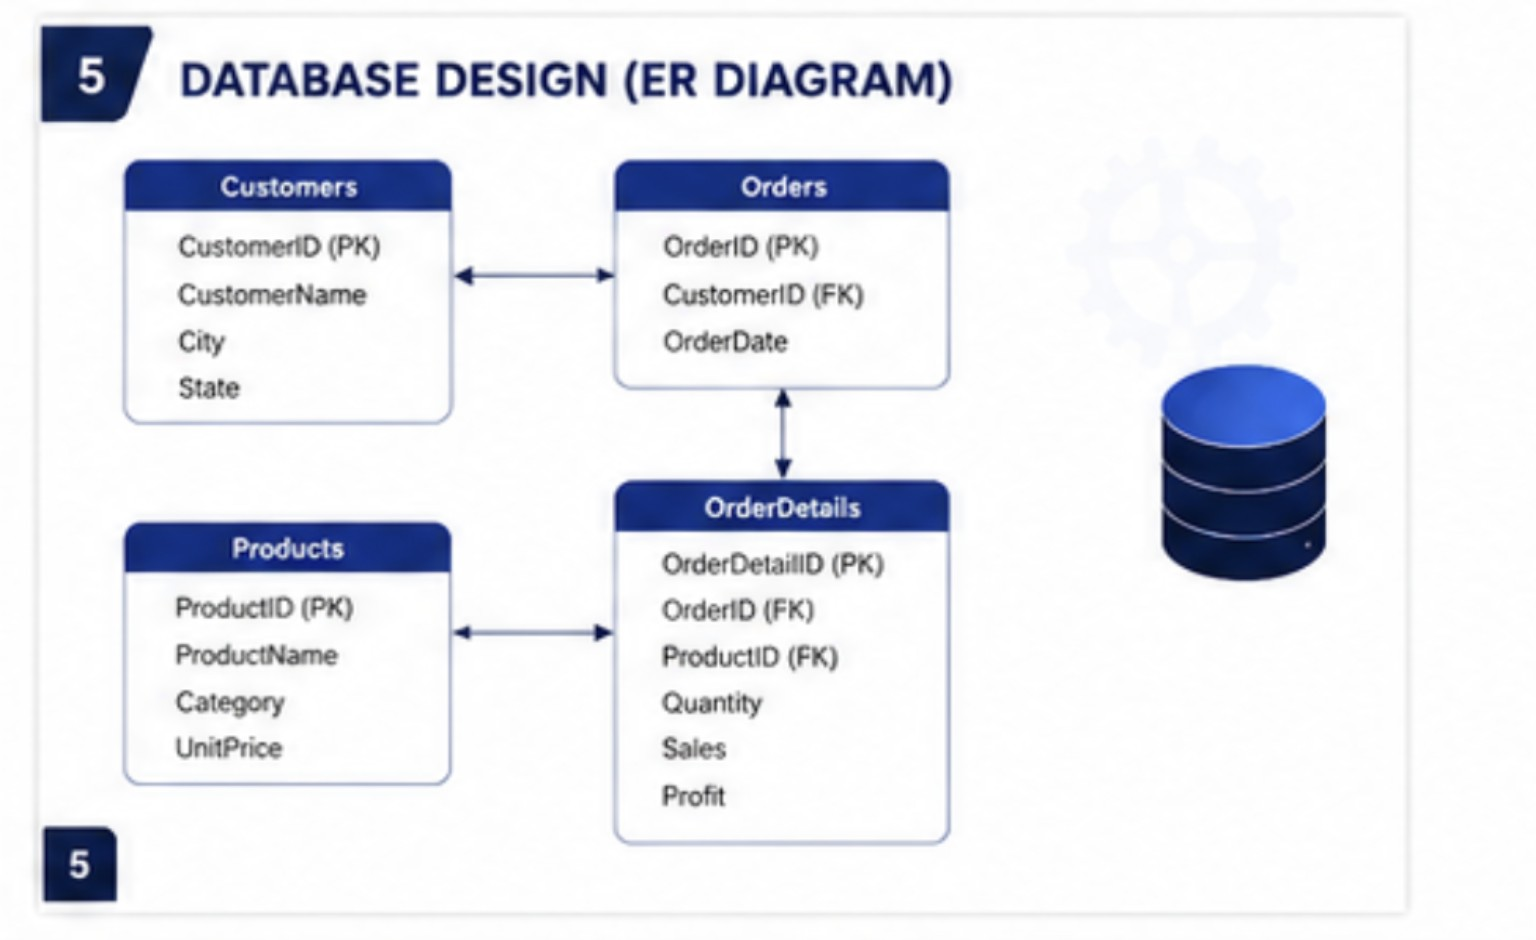 5
DATABASE DESIGN (ER DIAGRAM)
Customers
CustomerID (PK)
CustomerName
City
State
Orders
OrderID (PK)
CustomerID (FK)
OrderDate
Products
ProductID (PK)
ProductName
Category
UnitPrice
OrderDetails
OrderDetailID (PK)
OrderID (FK)
ProductID (FK)
Quantity
Sales
Profit
5